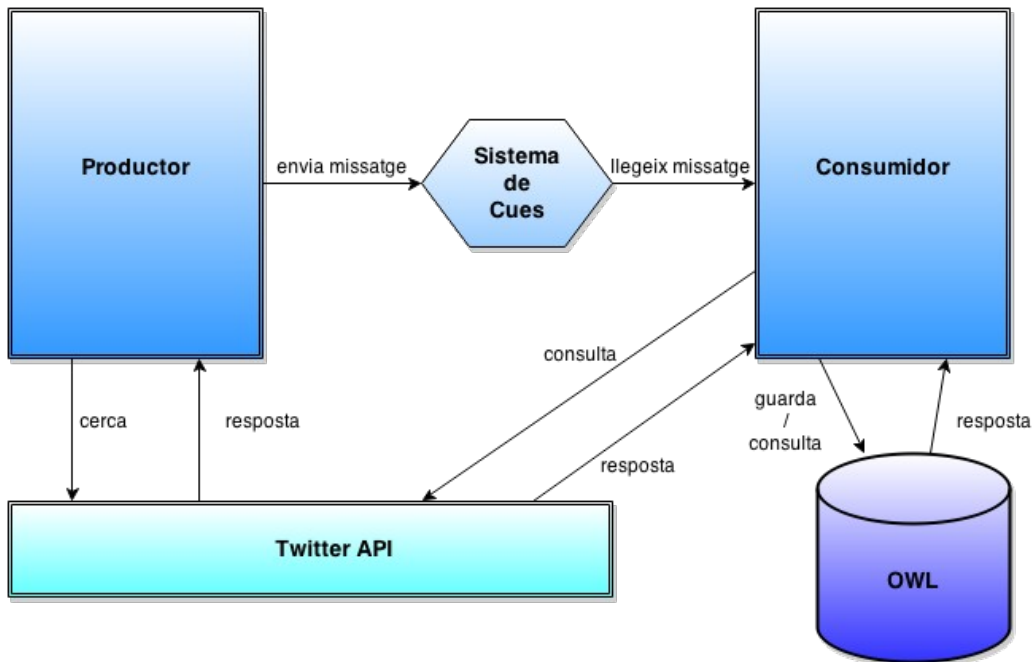 Productor
envia missatge
Sistema
de
Cues
llegeix missatge
Consumidor
cerca
resposta
consulta
resposta
guarda
/
consulta
resposta
Twitter API
OWL